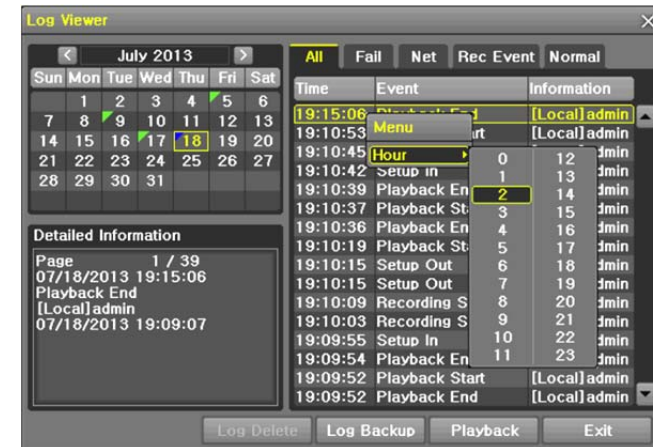 Log Viewer
July 2013
Sun Mon Tue Wed Thu Fri Sat
1 2 3 4 5 6
7 8 9 10 11 12 13
14 15 16 17 18 19 20
21 22 23 24 25 26 27
28 29 30 31
Detailed Information
Page 1 / 39
07/18/2013 19:15:06
Playback End
[Local]admin
07/18/2013 19:09:07
All Fail Net Rec Event Normal
Time Event Information
19:15:06 Playback End [Local]admin
19:10:53 rt [Local]admin
19:10:45 dmin
19:10:42 Setup In dmin
19:10:39 Playback En dmin
19:10:37 Playback St dmin
19:10:36 Playback En dmin
19:10:19 Playback St dmin
19:10:15 Setup Out dmin
19:10:15 Setup Out dmin
19:10:09 Recording S dmin
19:10:03 Recording S dmin
19:09:55 Setup In dmin
19:09:54 Playback En dmin
19:09:52 Playback Start [Local]admin
19:09:52 Playback End [Local]admin
Menu
Hour
0 12
1 13
2 14
3 15
4 16
5 17
6 18
7 19
8 20
9 21
10 22
11 23
Log Delete Log Backup Playback Exit